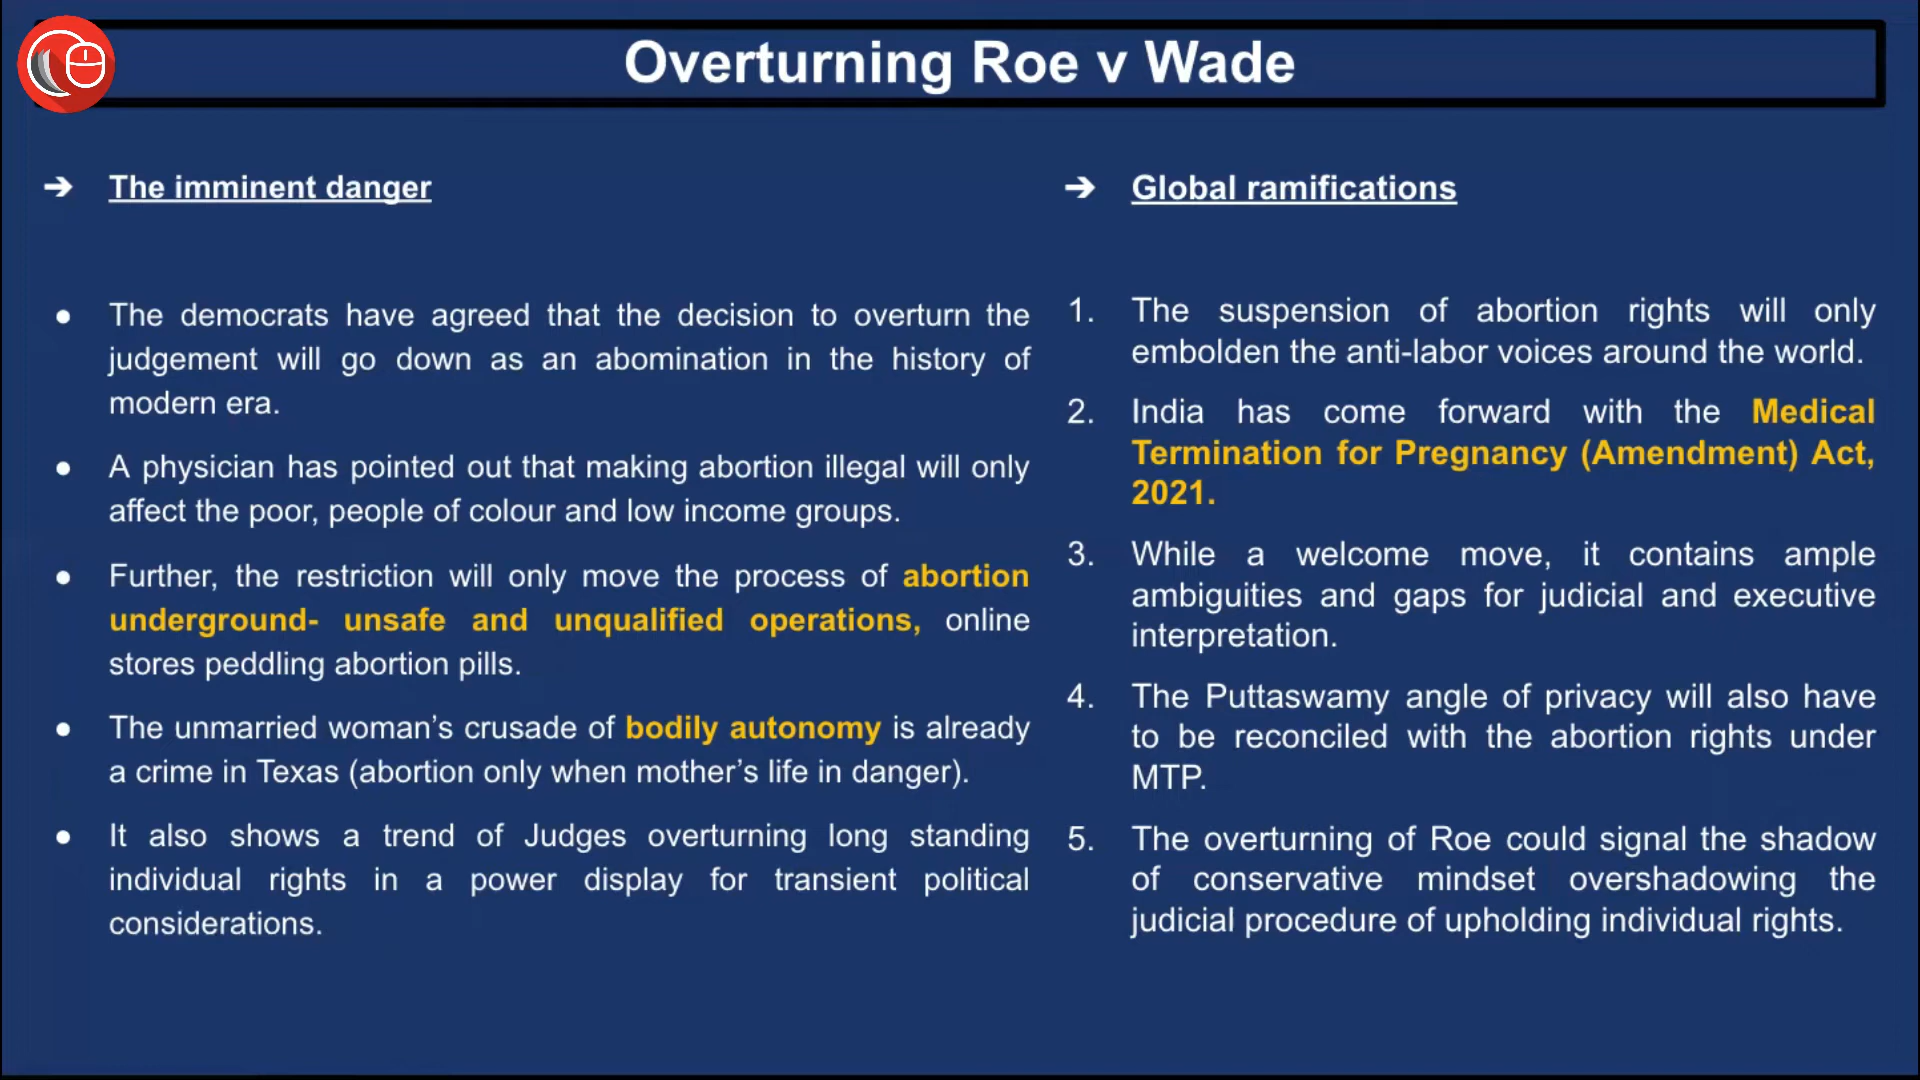 Overturning Roe v Wade
➔ The imminent danger
● The democrats have agreed that the decision to overturn the
judgement will go down as an abomination in the history of
modern era.
● A physician has pointed out that making abortion illegal will only
affect the poor, people of colour and low income groups.
● Further, the restriction will only move the process of abortion
underground- unsafe and unqualified operations, online
stores peddling abortion pills.
● The unmarried woman’s crusade of bodily autonomy is already
a crime in Texas (abortion only when mother’s life in danger).
● It also shows a trend of Judges overturning long standing
individual rights in a power display for transient political
considerations.
➔ Global ramifications
1. The suspension of abortion rights will only
embolden the anti-labor voices around the world.
2. India has come forward with the Medical
Termination for Pregnancy (Amendment) Act,
2021.
3. While a welcome move, it contains ample
ambiguities and gaps for judicial and executive
interpretation.
4. The Puttaswamy angle of privacy will also have
to be reconciled with the abortion rights under
MTP.
5. The overturning of Roe could signal the shadow
of conservative mindset overshadowing the
judicial procedure of upholding individual rights.